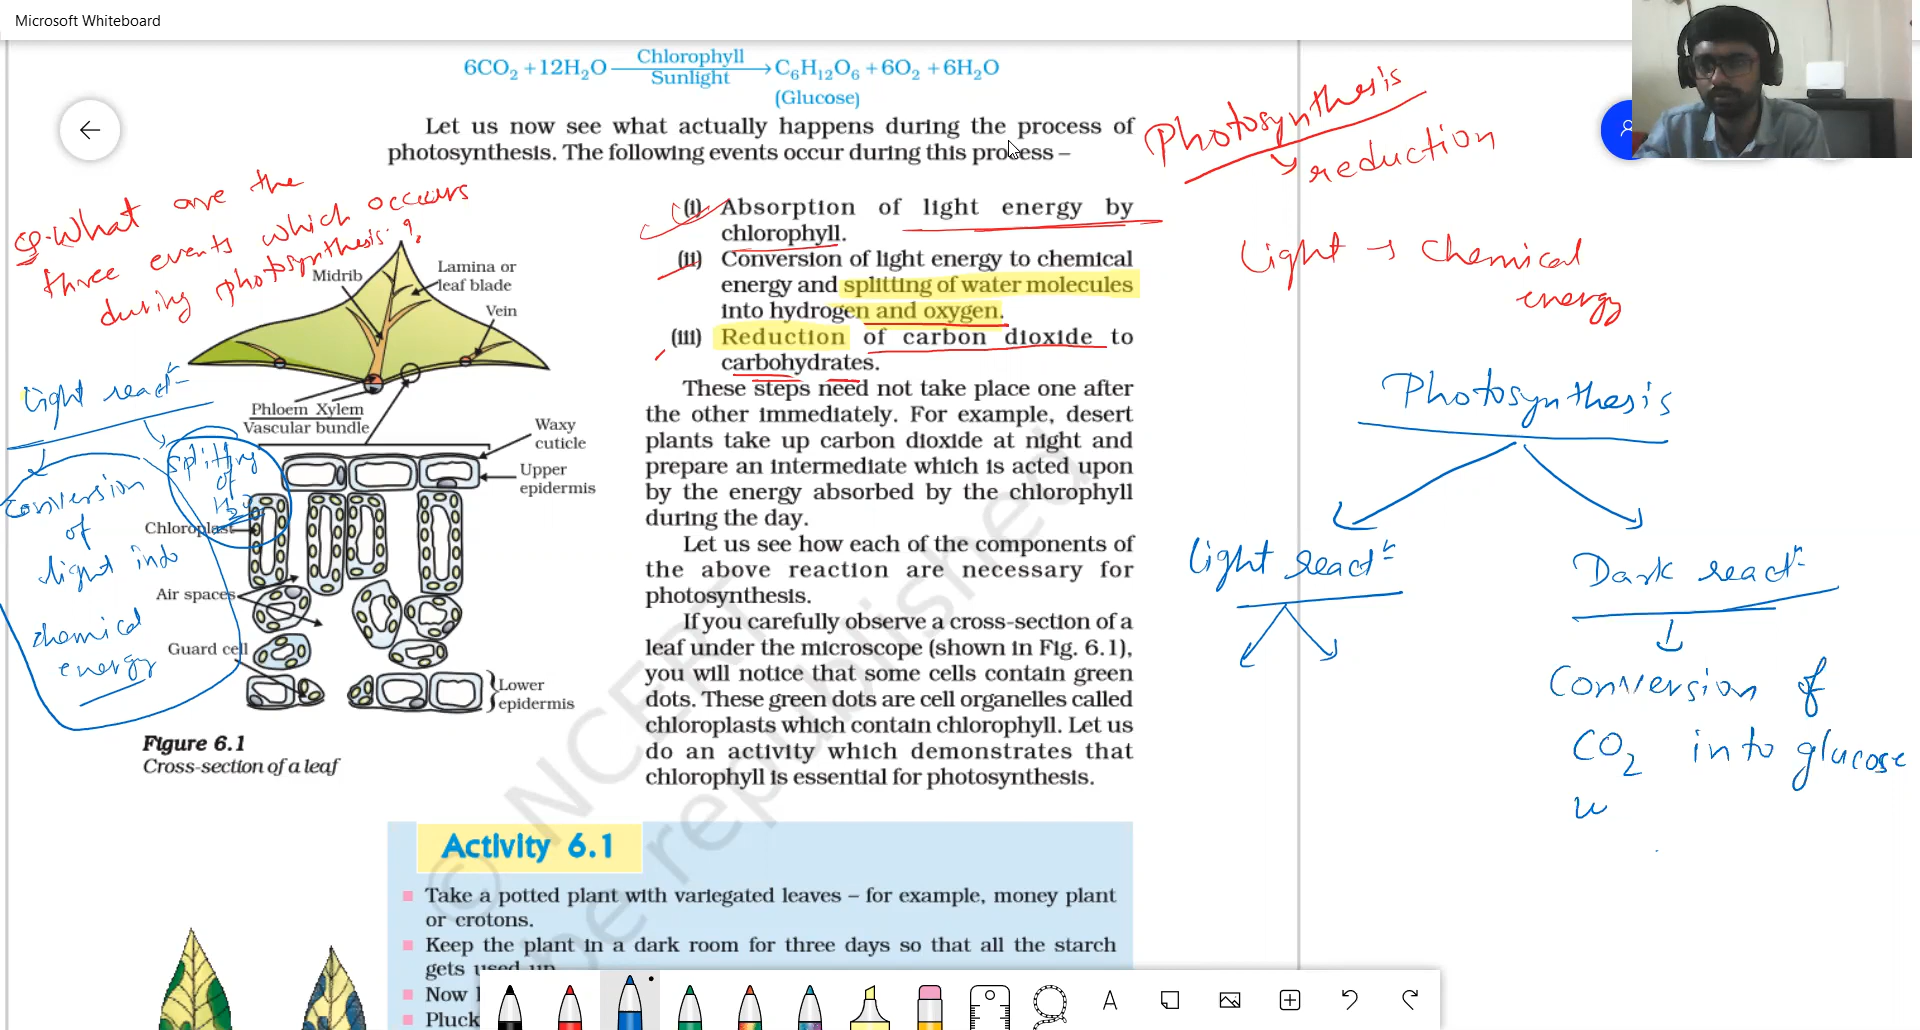 Microsoft Whiteboard
6CO2 + 12H2O Chlorophyll Sunlight → C6H12O6 + 6O2 + 6H2O
(Glucose)
Let us now see what actually happens during the process of
photosynthesis. The following events occur during this process –
(i) Absorption of light energy by
chlorophyll.
(ii) Conversion of light energy to chemical
energy and splitting of water molecules
into hydrogen and oxygen.
(iii) Reduction of carbon dioxide to
carbohydrates.
These steps need not take place one after
the other immediately. For example, desert
plants take up carbon dioxide at night and
prepare an intermediate which is acted upon
by the energy absorbed by the chlorophyll
during the day.
Let us see how each of the components of
the above reaction are necessary for
photosynthesis.
If you carefully observe a cross-section of a
leaf under the microscope (shown in Fig. 6.1),
you will notice that some cells contain green
dots. These green dots are cell organelles called
chloroplasts which contain chlorophyll. Let us
do an activity which demonstrates that
chlorophyll is essential for photosynthesis.
Q. What are the
three events which occurs
during photosynthesis?
Midrib
Lamina or
leaf blade
Vein
Phloem Xylem
Vascular bundle
Waxy
cuticle
Upper
epidermis
Chloroplast
Air spaces
Guard cell
Lower
epidermis
Figure 6.1
Cross-section of a leaf
Light reactn
Conversion
of
light into
chemical
energy
splitting
of
H2O
Photosynthesis
reduction
Light → Chemical
energy
Photosynthesis
Light reactn
Dark reactn
Conversion of
CO2 into glucose
Activity 6.1
Take a potted plant with variegated leaves – for example, money plant
or crotons.
Keep the plant in a dark room for three days so that all the starch
gets used up
Now
Pluck
© NCERT
be republished
A